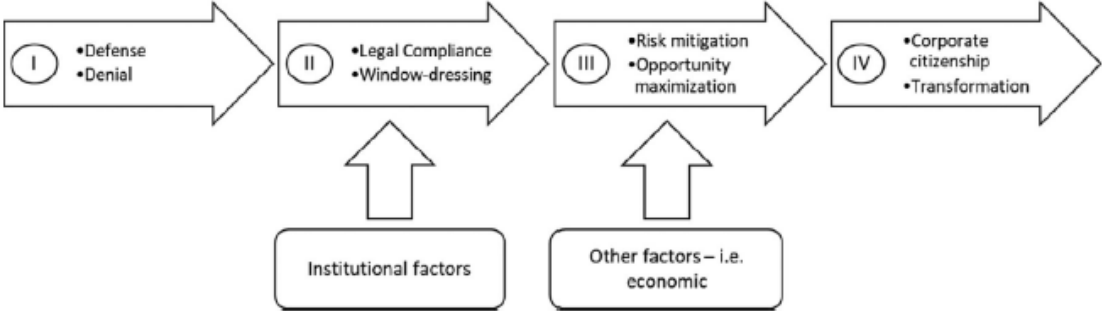 I
•Defense
•Denial
II
•Legal Compliance
•Window-dressing
III
•Risk mitigation
•Opportunity
maximization
IV
•Corporate
citizenship
•Transformation
Institutional factors
Other factors – i.e.
economic